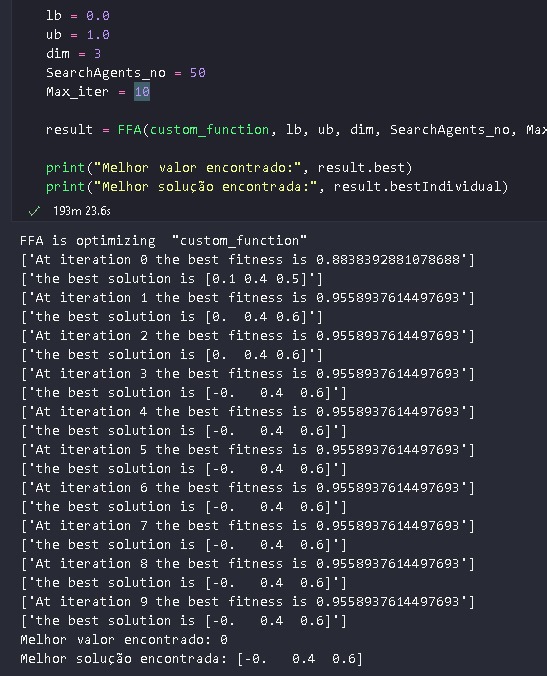 lb = 0.0
ub = 1.0
dim = 3
SearchAgents_no = 50
Max_iter = 10
result = FFA(custom_function, lb, ub, dim, SearchAgents_no, Max
print("Melhor valor encontrado:", result.best)
print("Melhor solução encontrada:", result.bestIndividual)
193m 23.6s
FFA is optimizing  "custom_function"
['At iteration 0 the best fitness is 0.8838392881078688']
['the best solution is [0.1 0.4 0.5]']
['At iteration 1 the best fitness is 0.9558937614497693']
['the best solution is [0.  0.4 0.6]']
['At iteration 2 the best fitness is 0.9558937614497693']
['the best solution is [0.  0.4 0.6]']
['At iteration 3 the best fitness is 0.9558937614497693']
['the best solution is [-0.   0.4  0.6]']
['At iteration 4 the best fitness is 0.9558937614497693']
['the best solution is [-0.   0.4  0.6]']
['At iteration 5 the best fitness is 0.9558937614497693']
['the best solution is [-0.   0.4  0.6]']
['At iteration 6 the best fitness is 0.9558937614497693']
['the best solution is [-0.   0.4  0.6]']
['At iteration 7 the best fitness is 0.9558937614497693']
['the best solution is [-0.   0.4  0.6]']
['At iteration 8 the best fitness is 0.9558937614497693']
['the best solution is [-0.   0.4  0.6]']
['At iteration 9 the best fitness is 0.9558937614497693']
['the best solution is [-0.   0.4  0.6]']
Melhor valor encontrado: 0
Melhor solução encontrada: [-0.   0.4  0.6]